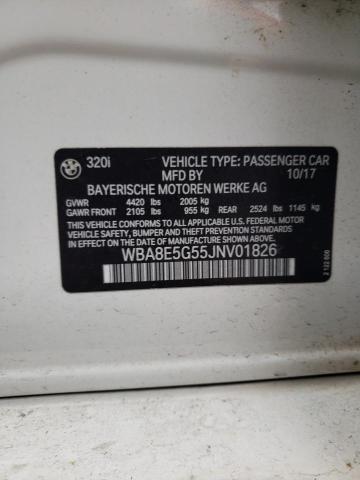 320i VEHICLE TYPE: PASSENGER CAR
MFD BY 10/17
BAYERISCHE MOTOREN WERKE AG
GVWR 4420 lbs 2005 kg
GAWR FRONT 2105 lbs 955 kg REAR 2524 lbs 1145 kg
THIS VEHICLE CONFORMS TO ALL APPLICABLE U.S. FEDERAL MOTOR
VEHICLE SAFETY, BUMPER AND THEFT PREVENTION STANDARDS
IN EFFECT ON THE DATE OF MANUFACTURE SHOWN ABOVE.
WBA8E5G55JNV01826